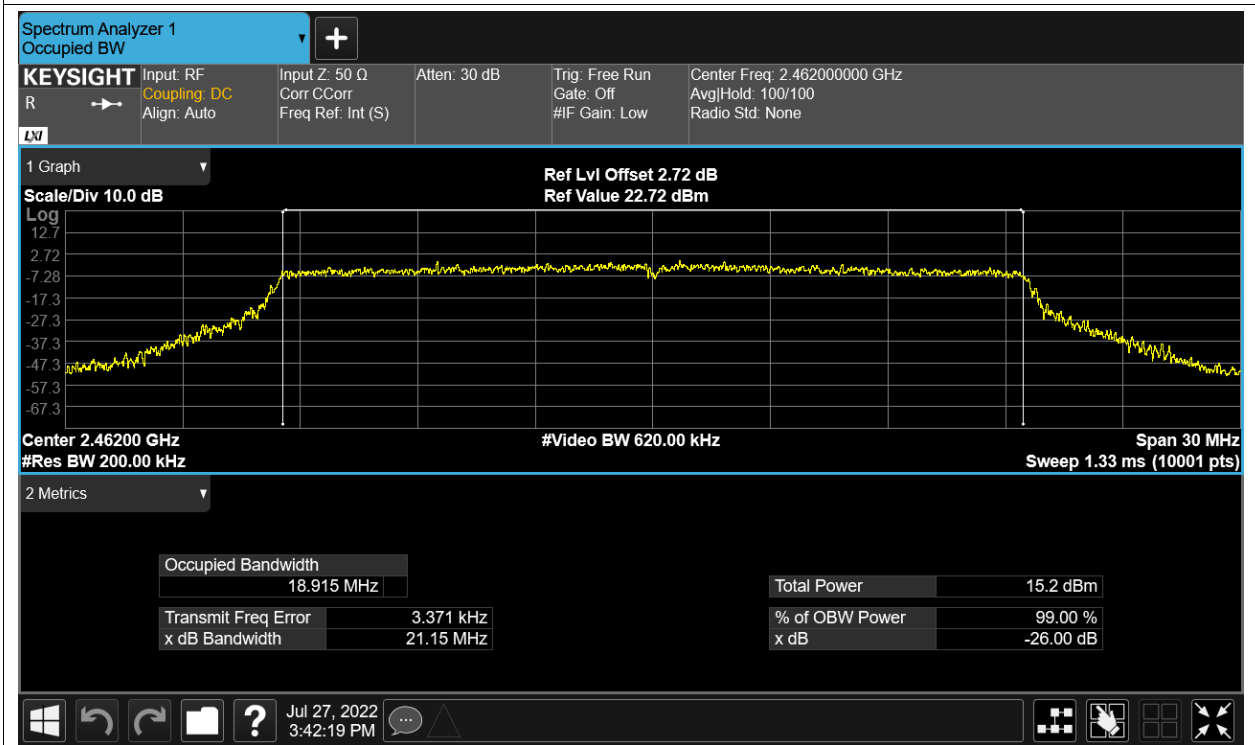 Spectrum Analyzer 1
Occupied BW
KEYSIGHT
R
LXI
Input: RF
Coupling: DC
Align: Auto
Input Z: 50 Ω
Corr CCorr
Freq Ref: Int (S)
Atten: 30 dB
Trig: Free Run
Gate: Off
#IF Gain: Low
Center Freq: 2.462000000 GHz
Avg|Hold: 100/100
Radio Std: None
1 Graph
Scale/Div 10.0 dB
Ref Lvl Offset 2.72 dB
Ref Value 22.72 dBm
Log
12.7
2.72
-7.28
-17.3
-27.3
-37.3
-47.3
-57.3
-67.3
Center 2.46200 GHz
#Video BW 620.00 kHz
Span 30 MHz
#Res BW 200.00 kHz
Sweep 1.33 ms (10001 pts)
2 Metrics
Occupied Bandwidth
18.915 MHz
Total Power 15.2 dBm
Transmit Freq Error 3.371 kHz
% of OBW Power 99.00 %
x dB Bandwidth 21.15 MHz
x dB -26.00 dB
?
Jul 27, 2022
3:42:19 PM